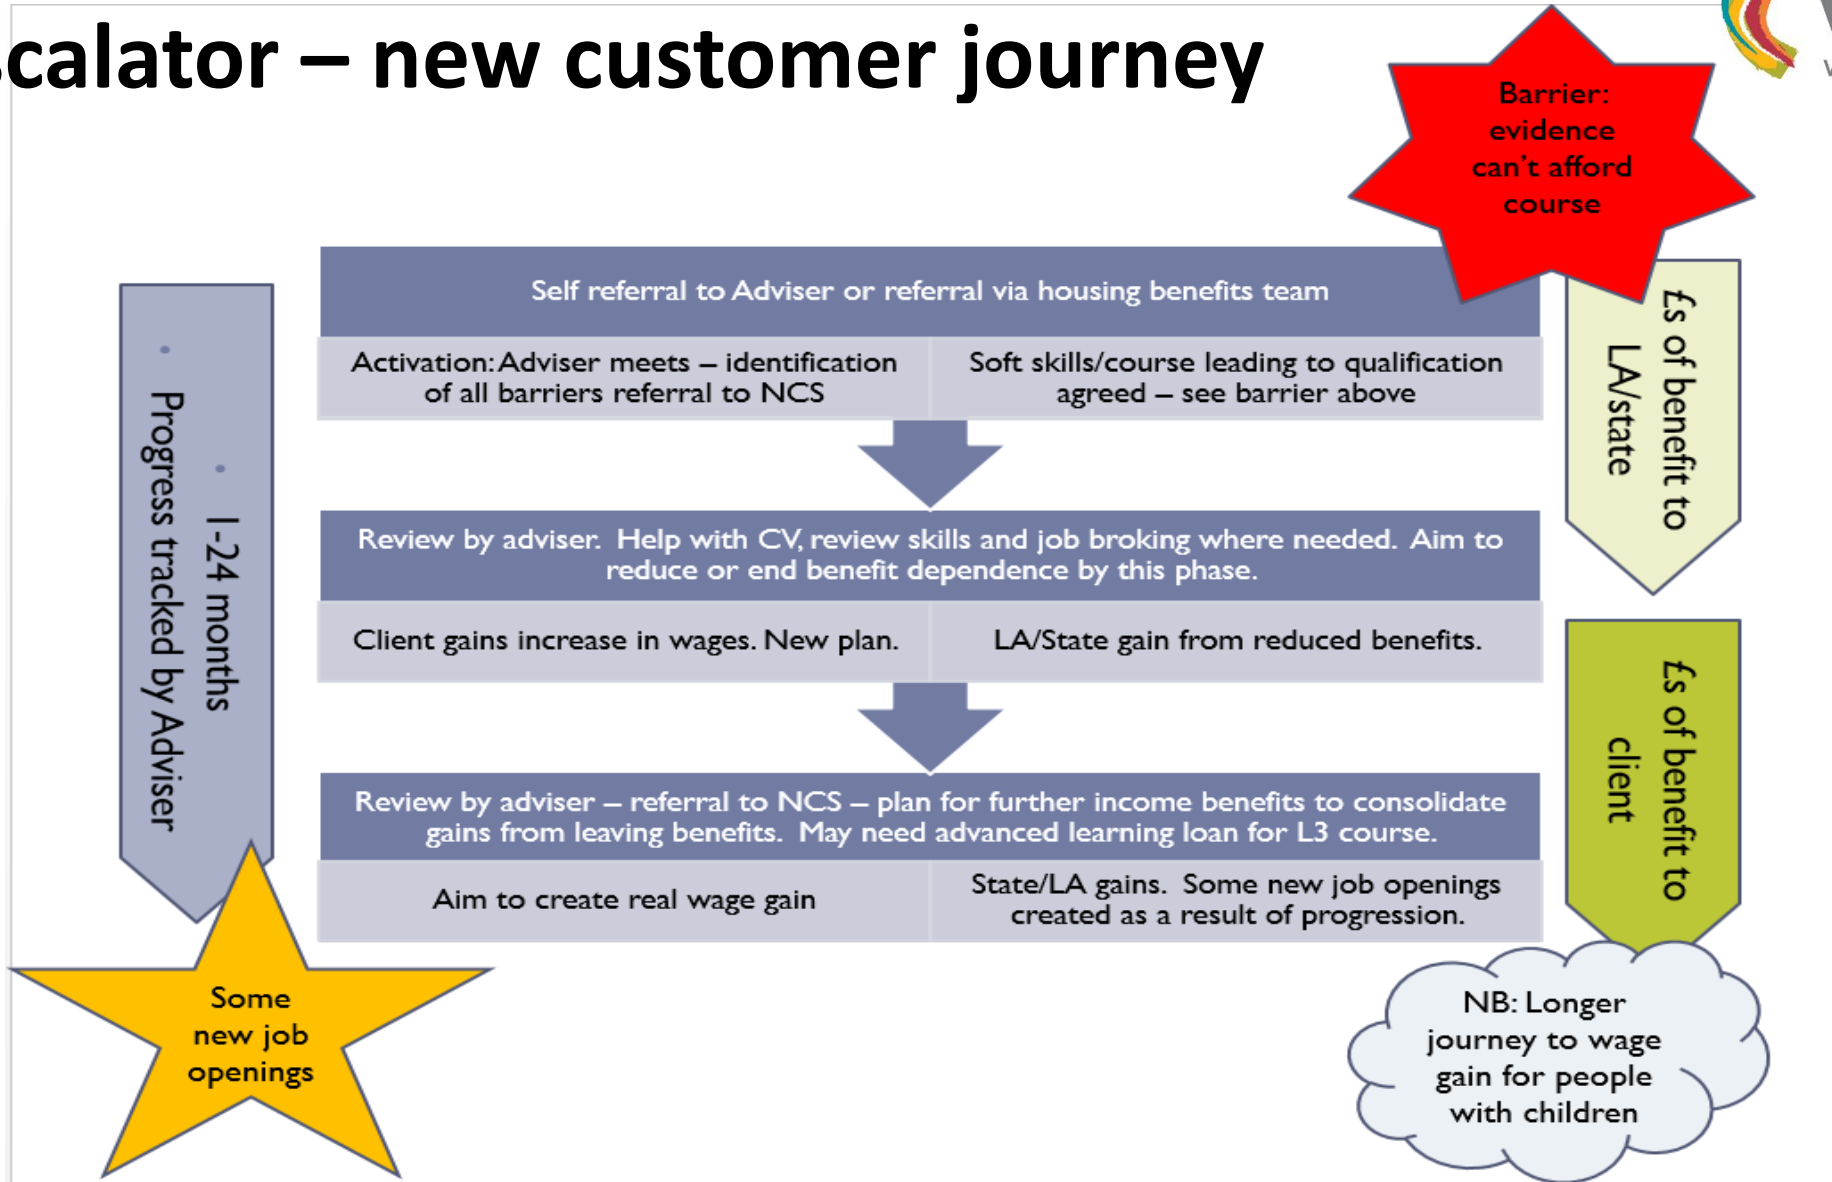 scalator – new customer journey
Barrier:
evidence
can't afford
course
Self referral to Adviser or referral via housing benefits team
Activation: Adviser meets – identification
of all barriers referral to NCS
Soft skills/course leading to qualification
agreed – see barrier above
Review by adviser. Help with CV, review skills and job broking where needed. Aim to
reduce or end benefit dependence by this phase.
Client gains increase in wages. New plan.
LA/State gain from reduced benefits.
Review by adviser – referral to NCS – plan for further income benefits to consolidate
gains from leaving benefits. May need advanced learning loan for L3 course.
Aim to create real wage gain
State/LA gains. Some new job openings
created as a result of progression.
• 1-24 months
• Progress tracked by Adviser
£s of benefit to
LA/state
£s of benefit to
client
Some
new job
openings
NB: Longer
journey to wage
gain for people
with children